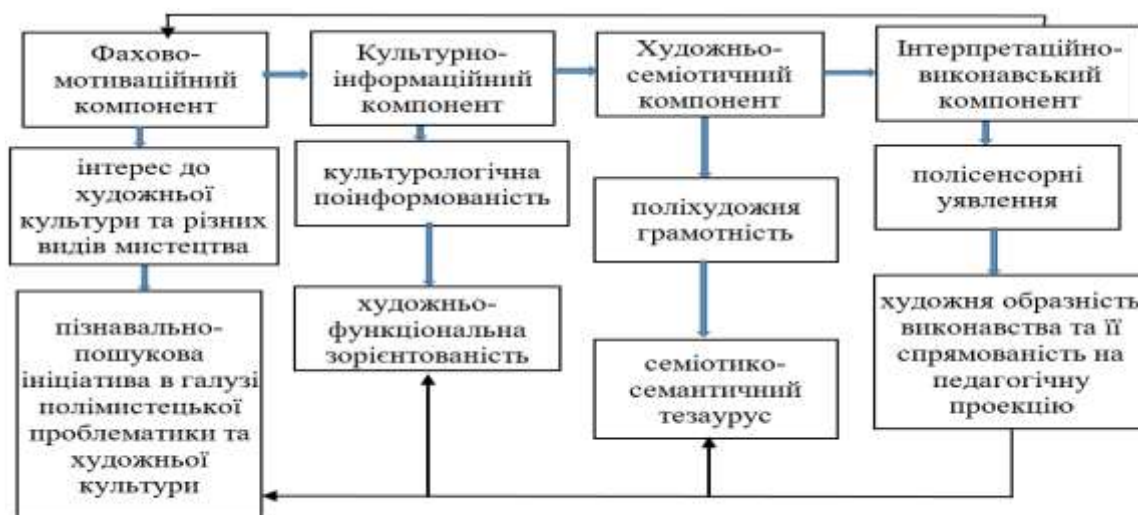 Фахово-
мотиваційний
компонент
Культурно-
інформаційний
компонент
Художньо-
семіотичний
компонент
Інтерпретаційно-
виконавський
компонент
інтерес до
художньої
культури та різних
видів мистецтва
культурологічна
поінформованість
поліхудожня
грамотність
полісенсорні
уявлення
пізнавально-
пошукова
ініціатива в галузі
полімистецької
проблематики та
художньої
культури
художньо-
функціональна
зорієнтованість
семіотико-
семантичний
тезаурус
художня образність
виконавства та її
спрямованість на
педагогічну
проекцію